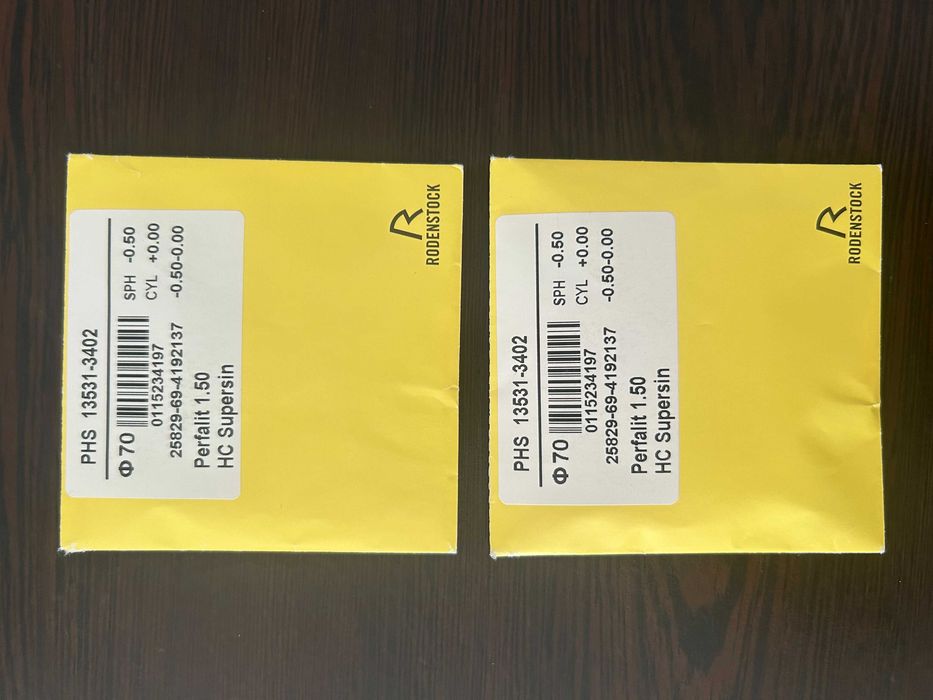 PHS 13531-3402
Φ 70
SPH -0.50
CYL +0.00
0115234197
25829-69-4192137
-0.50-0.00
Perfalit 1.50
HC Supersin
R
RODENSTOCK
PHS 13531-3402
Φ 70
SPH -0.50
CYL +0.00
0115234197
25829-69-4192137
-0.50-0.00
Perfalit 1.50
HC Supersin
R
RODENSTOCK